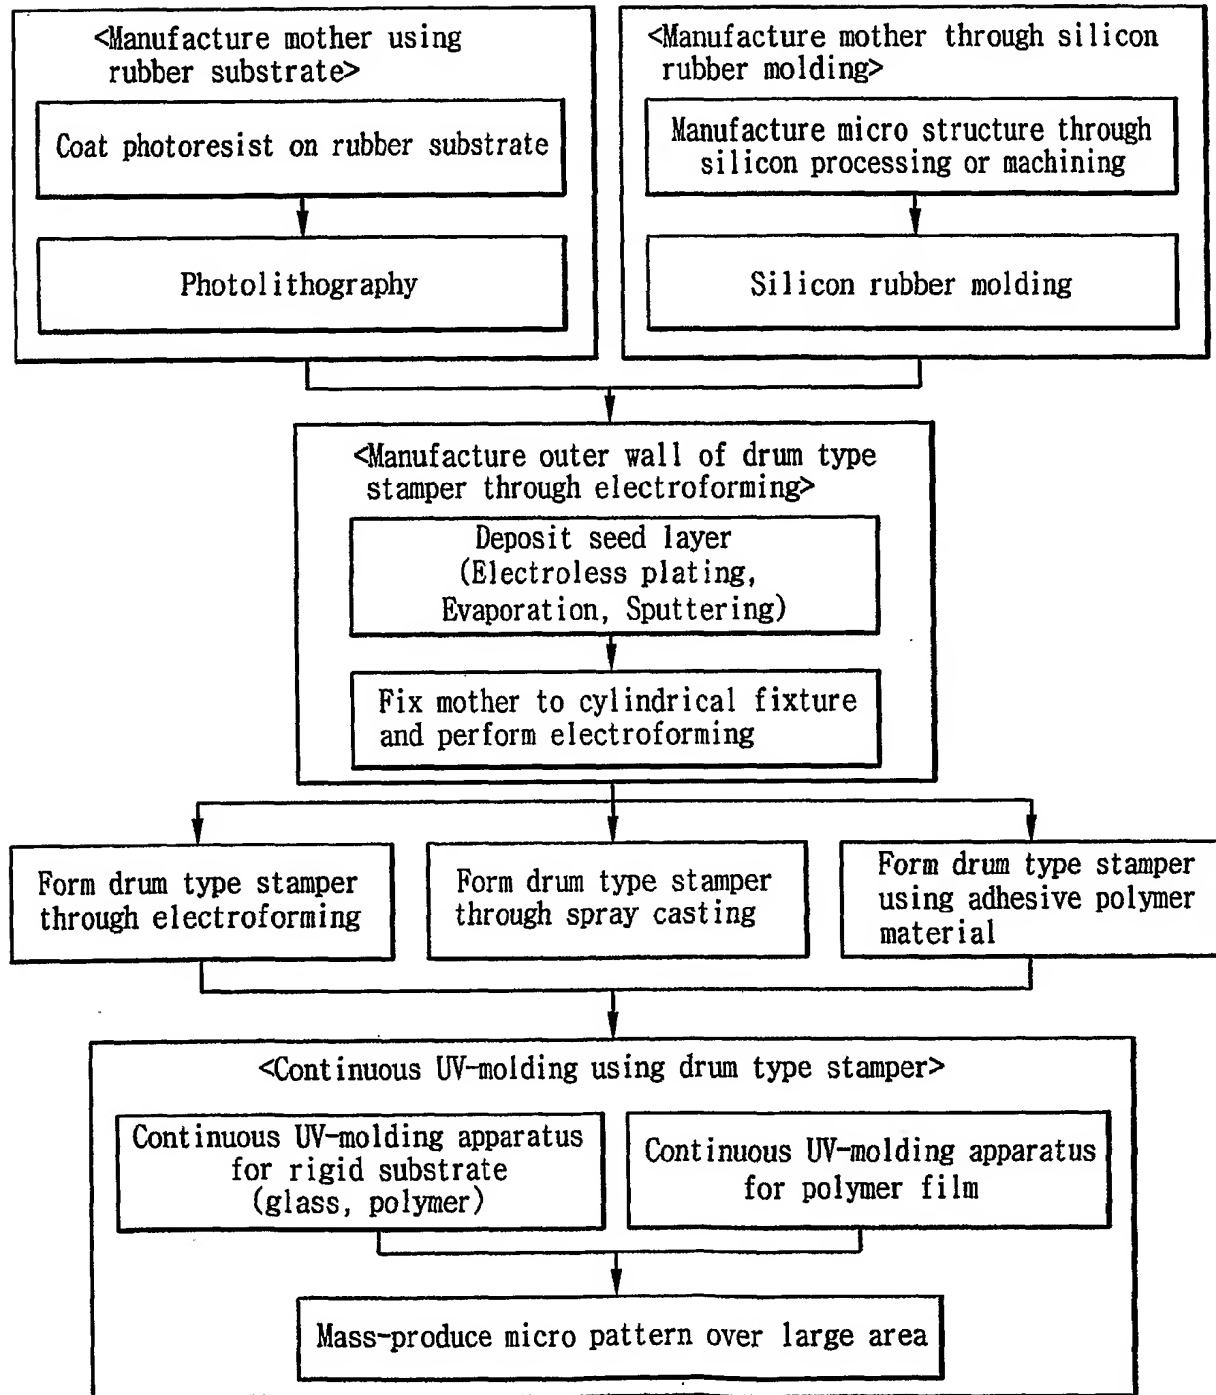 <Manufacture mother using
rubber substrate>
Coat photoresist on rubber substrate
Photolithography
<Manufacture mother through silicon
rubber molding>
Manufacture micro structure through
silicon processing or machining
Silicon rubber molding
<Manufacture outer wall of drum type
stamper through electroforming>
Deposit seed layer
(Electroless plating,
Evaporation, Sputtering)
Fix mother to cylindrical fixture
and perform electroforming
Form drum type stamper
through electroforming
Form drum type stamper
through spray casting
Form drum type stamper
using adhesive polymer
material
<Continuous UV-molding using drum type stamper>
Continuous UV-molding apparatus
for rigid substrate
(glass, polymer)
Continuous UV-molding apparatus
for polymer film
Mass-produce micro pattern over large area